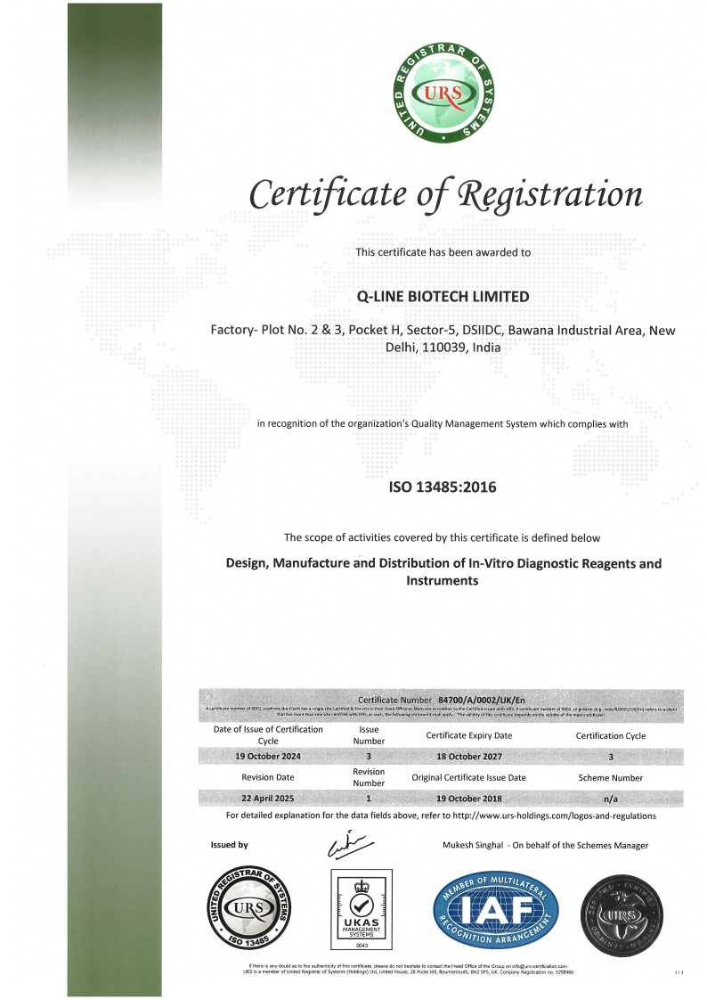 UNITED REGISTRAR OF SYSTEMS
URS
Certificate of Registration
This certificate has been awarded to
Q-LINE BIOTECH LIMITED
Factory- Plot No. 2 & 3, Pocket H, Sector-5, DSIIDC, Bawana Industrial Area, New
Delhi, 110039, India
in recognition of the organization's Quality Management System which complies with
ISO 13485:2016
The scope of activities covered by this certificate is defined below
Design, Manufacture and Distribution of In-Vitro Diagnostic Reagents and
Instruments
Certificate Number 84700/A/0002/UK/En
A certificate number of 0001, confirms the Client has a single site Certified & the site is their Head Office or Main site in relation to the Certified scope with URS. A certificate number of 0002, or greater (e.g. :xxxx/B/0002/UK/En) refers to a client
that has more than one site certified with URS, as such, the following statement shall apply. 'The validity of this certificate depends on the validity of the main certificate'.
Date of Issue of Certification Issue Certificate Expiry Date Certification Cycle
Cycle Number
19 October 2024 3 18 October 2027 3
Revision Date Revision Original Certificate Issue Date Scheme Number
Number
22 April 2025 1 19 October 2018 n/a
For detailed explanation for the data fields above, refer to http://www.urs-holdings.com/logos-and-regulations
Issued by Mukesh Singhal - On behalf of the Schemes Manager
UNITED REGISTRAR OF SYSTEMS
URS
ISO 13485
UKAS
MANAGEMENT
SYSTEMS
0043
MEMBER OF MULTILATERAL
IAF
RECOGNITION ARRANGEMENT
URS
If there is any doubt as to the authenticity of this certificate, please do not hesitate to contact the Head Office of the Group on info@urs-certification.com.
URS is a member of United Registrar of Systems (Holdings) Ltd, United House, 28 Poole Hill, Bournemouth, BH2 5PS, UK. Company Registration no. 5298466
1 / 1